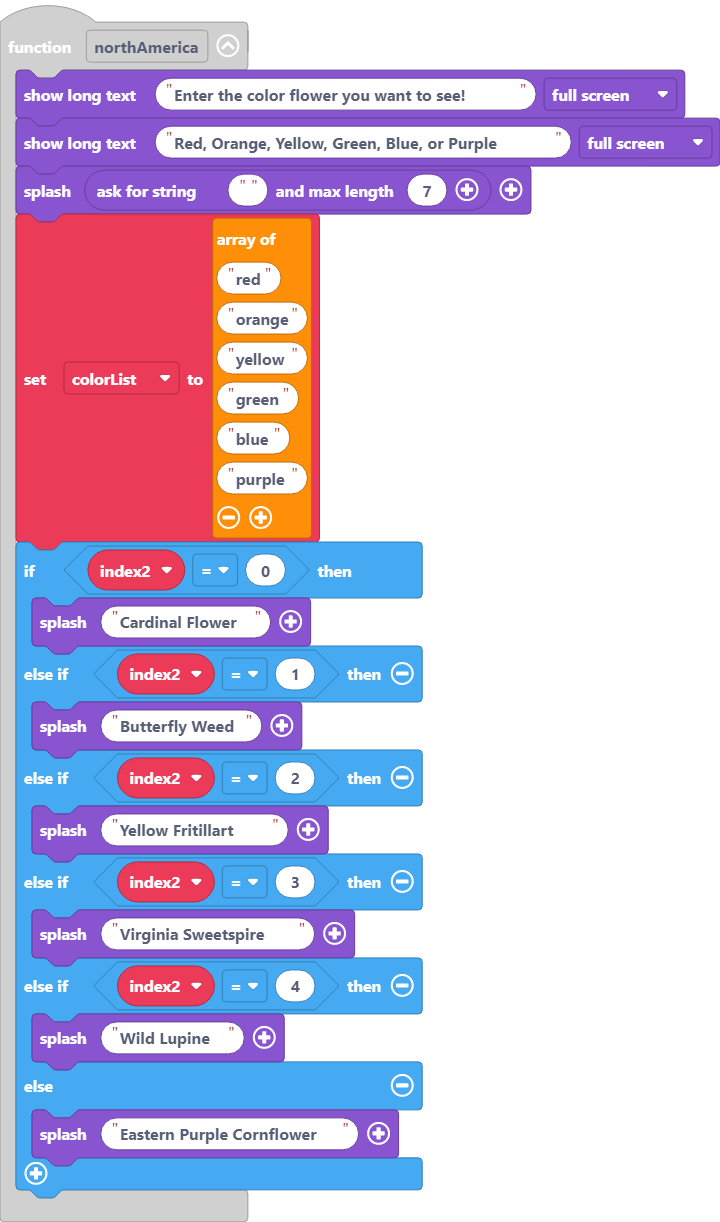 function northAmerica
show long text "Enter the color flower you want to see!" full screen
show long text "Red, Orange, Yellow, Green, Blue, or Purple" full screen
splash ask for string "" and max length 7
array of
"red"
"orange"
"yellow"
set colorList to
"green"
"blue"
"purple"
if index2 = 0 then
splash "Cardinal Flower"
else if index2 = 1 then
splash "Butterfly Weed"
else if index2 = 2 then
splash "Yellow Fritillart"
else if index2 = 3 then
splash "Virginia Sweetspire"
else if index2 = 4 then
splash "Wild Lupine"
else
splash "Eastern Purple Cornflower"